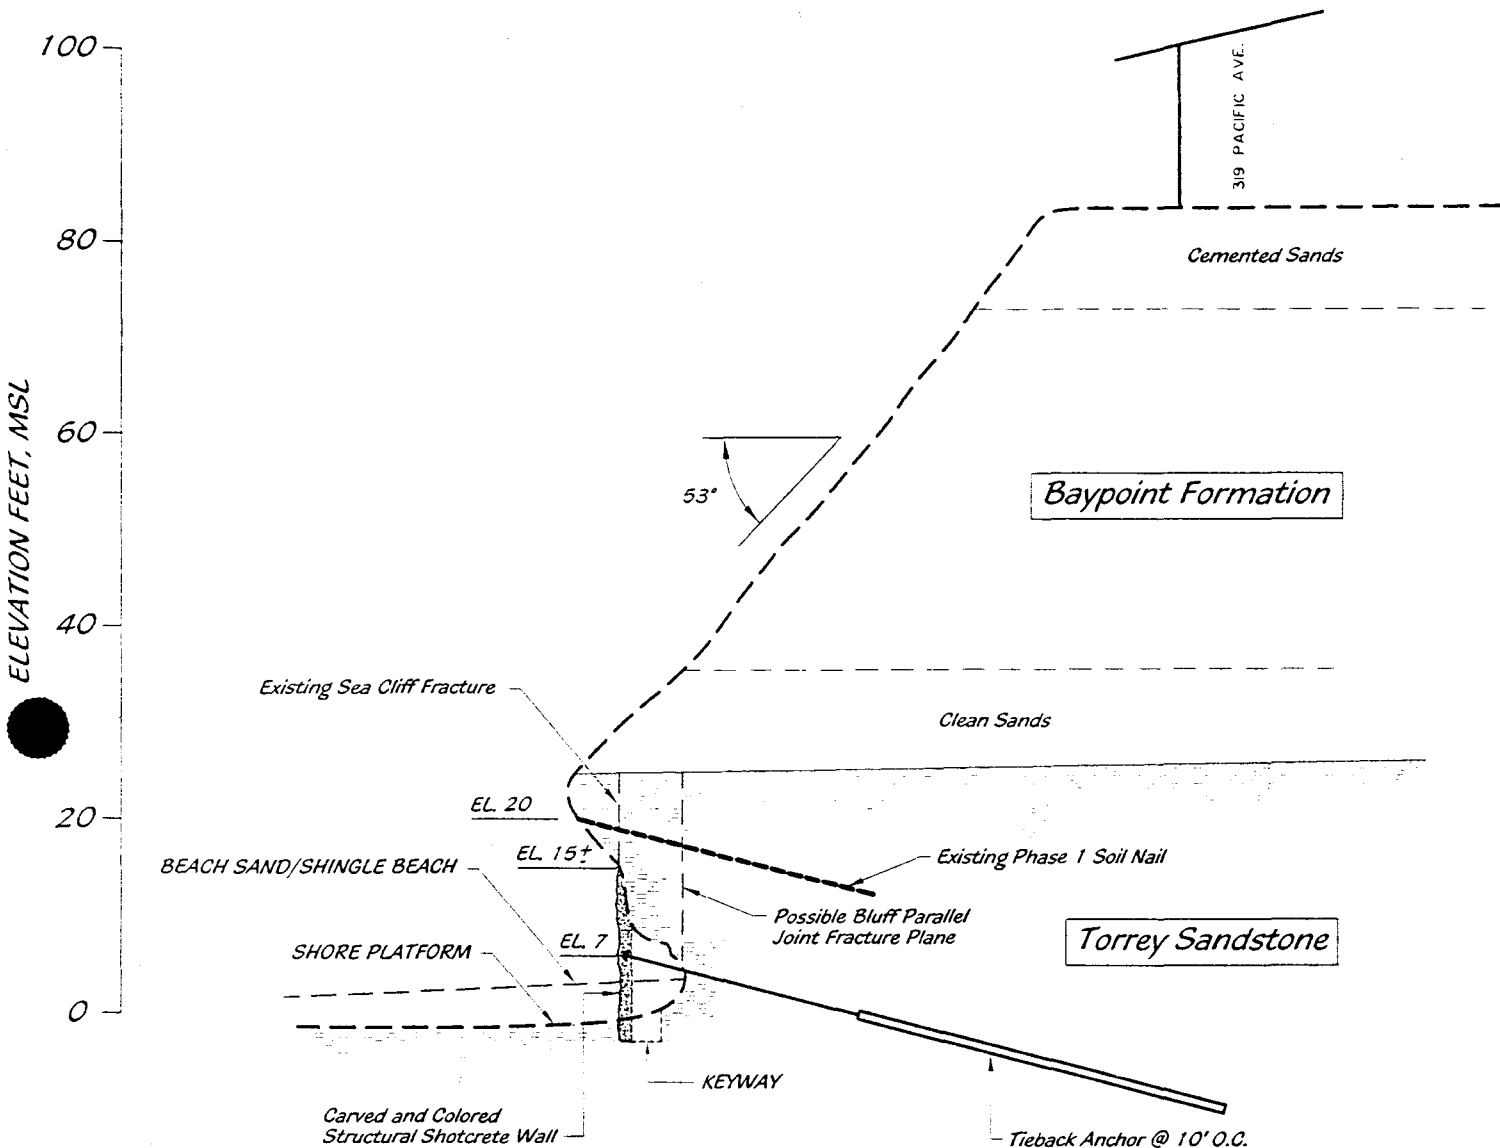 100
319 PACIFIC AVE.
80
Cemented Sands
ELEVATION FEET, MSL
60
53°
Baypoint Formation
40
Existing Sea Cliff Fracture
Clean Sands
EL. 20
20
EL. 15±
Existing Phase 1 Soil Nail
BEACH SAND/SHINGLE BEACH
Possible Bluff Parallel
Joint Fracture Plane
EL. 7
Torrey Sandstone
SHORE PLATFORM
0
KEYWAY
Carved and Colored
Structural Shotcrete Wall
Tieback Anchor @ 10' O.C.